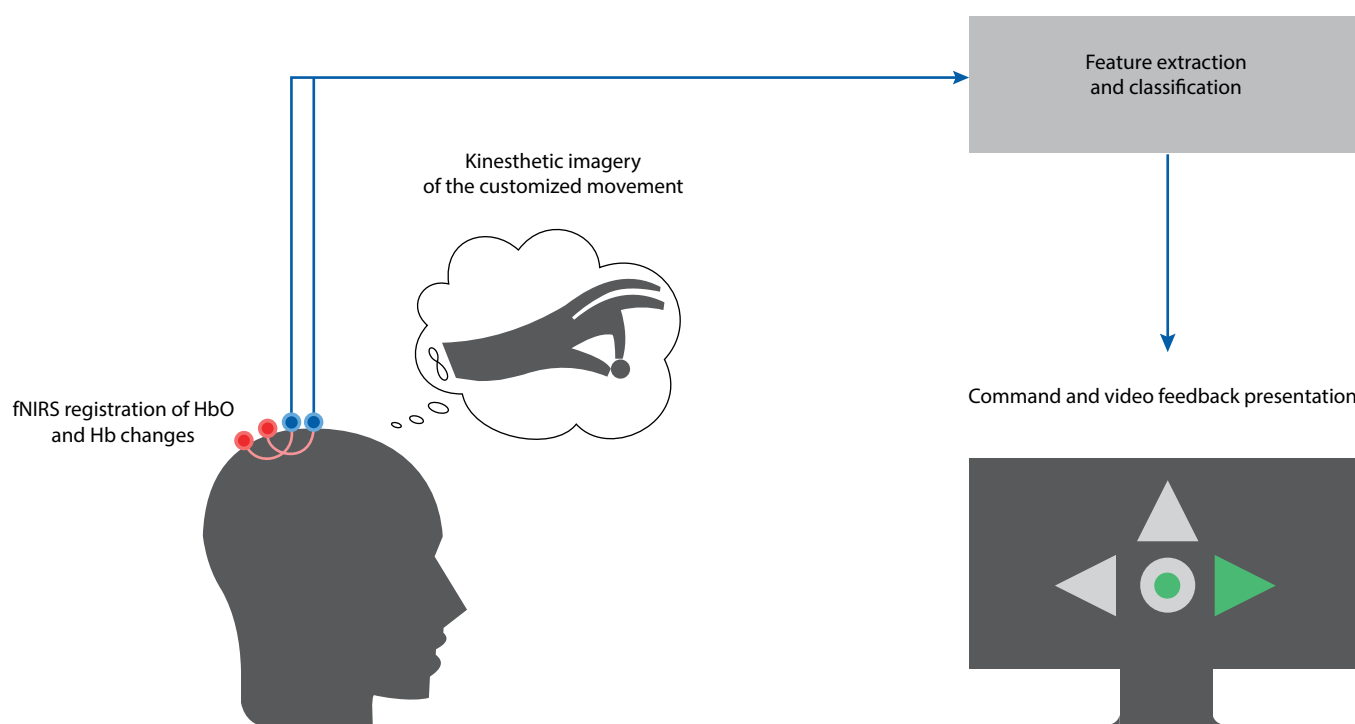 Feature extraction
and classification
Kinesthetic imagery
of the customized movement
fNIRS registration of HbO
and Hb changes
Command and video feedback presentation